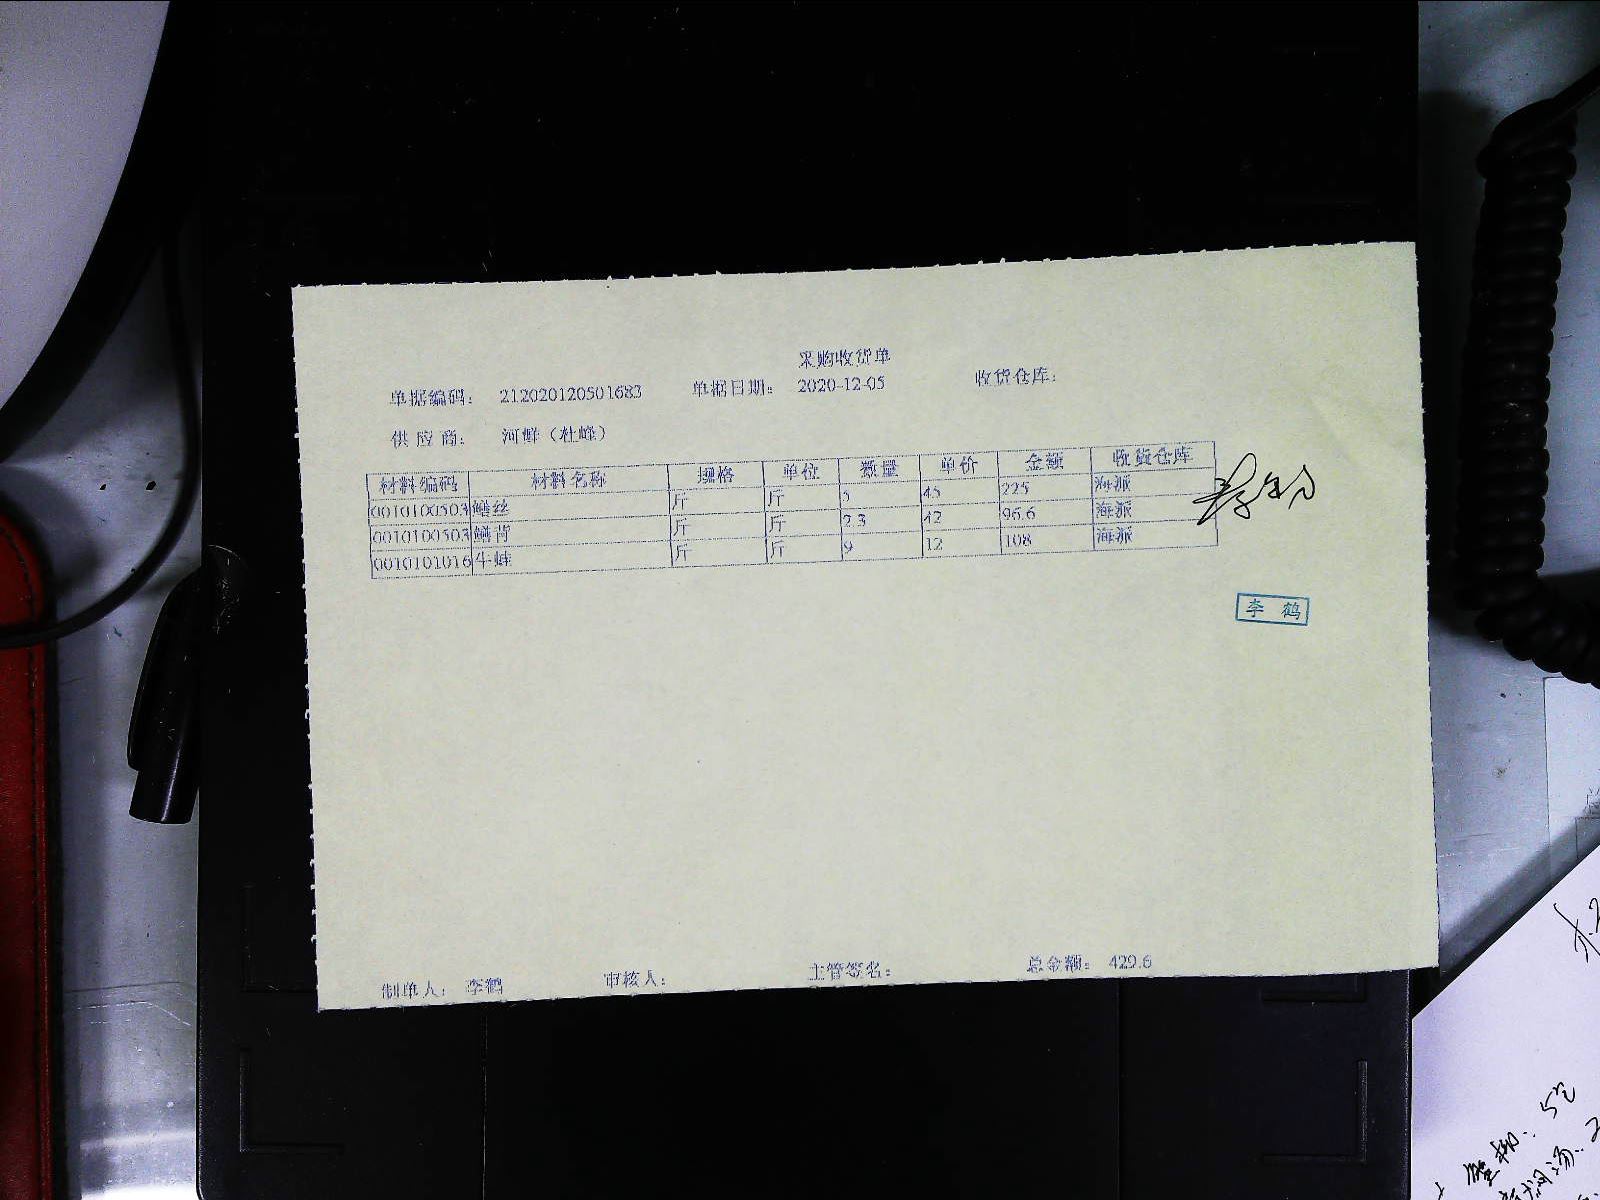 采购收货单
单据编码： 212020120501683 单据日期： 2020-12-05 收货仓库：
供应商： 河鲜（杜峰）
材料编码 材料名称 规格 单位 数量 单价 金额 收货仓库
0010100503 鳝丝 斤 斤 5 45 225 海派
0010100503 鳝背 斤 斤 2.3 42 96.6 海派
0010101016 牛蛙 斤 斤 9 12 108 海派
李 鹤
制单人： 李鹤 审核人： 主管签名： 总金额： 429.6